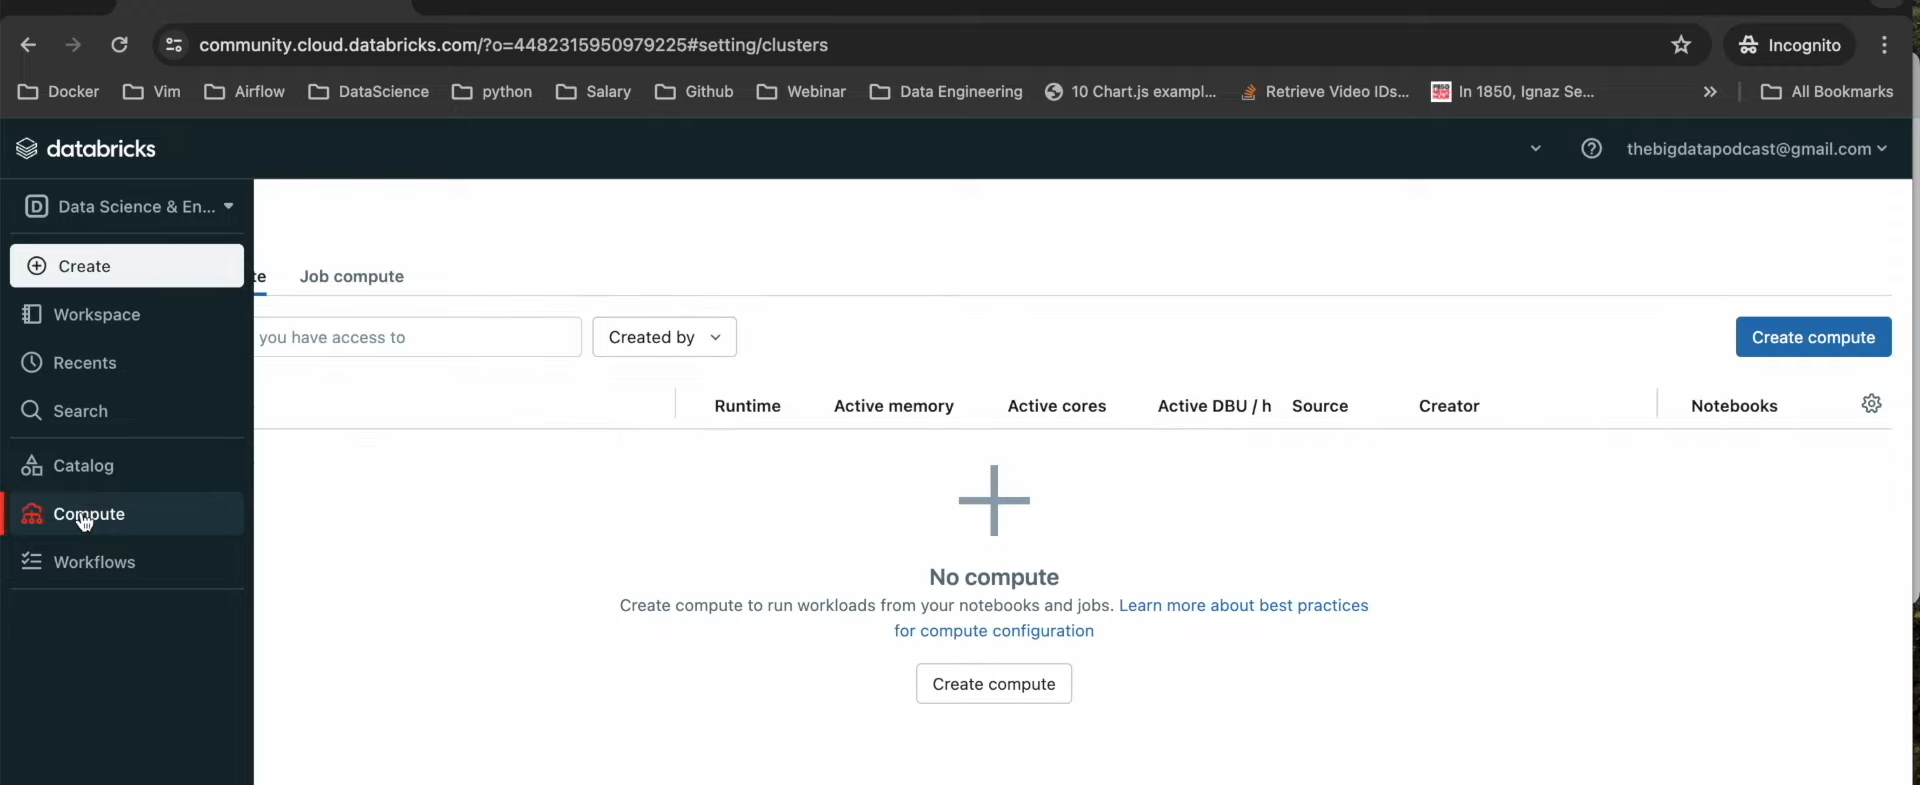 community.cloud.databricks.com/?o=4482315950979225#setting/clusters
Incognito
Docker Vim Airflow DataScience python Salary Github Webinar Data Engineering 10 Chart.js exampl... Retrieve Video IDs... In 1850, Ignaz Se... » All Bookmarks
databricks
thebigdatapodcast@gmail.com
Data Science & En...
Create
te Job compute
Workspace
you have access to Created by Create compute
Recents
Search
Runtime Active memory Active cores Active DBU / h Source Creator Notebooks
Catalog
Compute
Workflows
No compute
Create compute to run workloads from your notebooks and jobs. Learn more about best practices
for compute configuration
Create compute